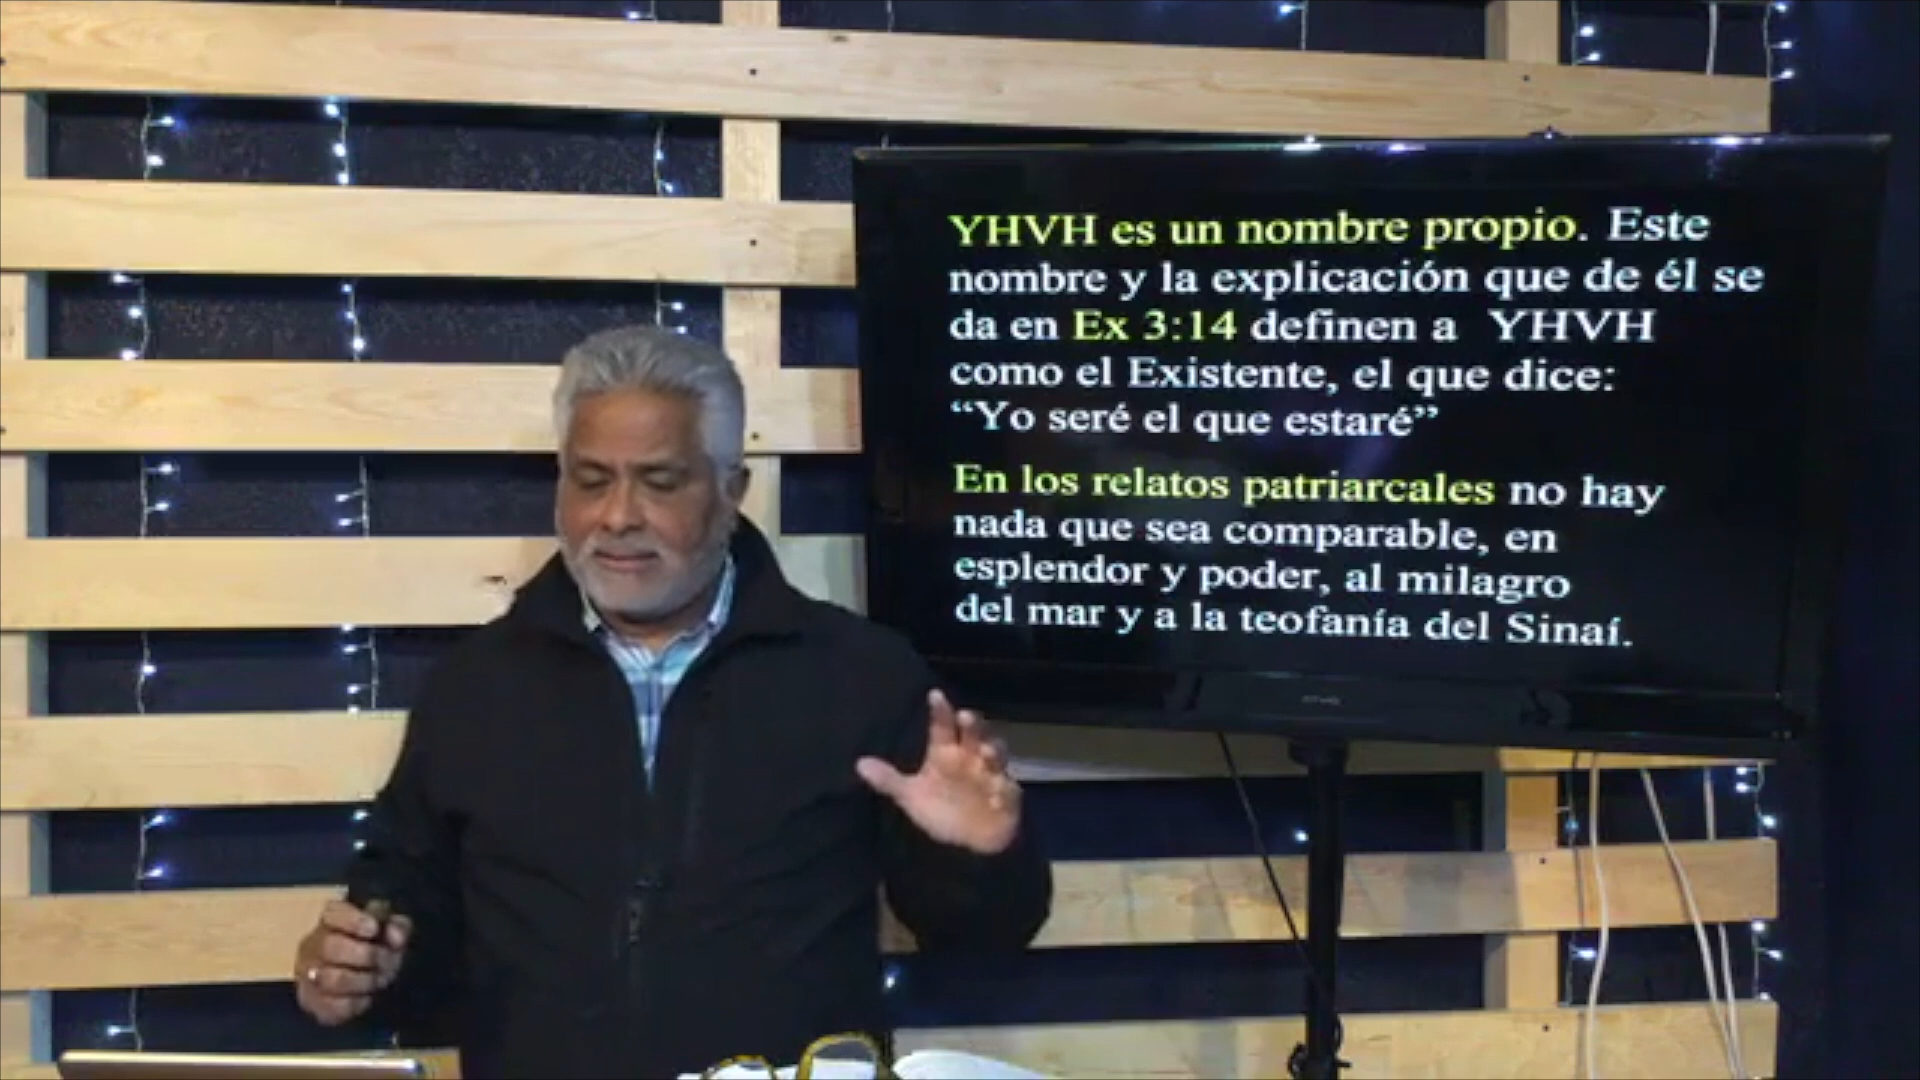 YHVH es un nombre propio. Este
nombre y la explicación que de él se
da en Ex 3:14 definen a YHVH
como el Existente, el que dice:
“Yo seré el que estaré”
En los relatos patriarcales no hay
nada que sea comparable, en
esplendor y poder, al milagro
del mar y a la teofanía del Sinaí.